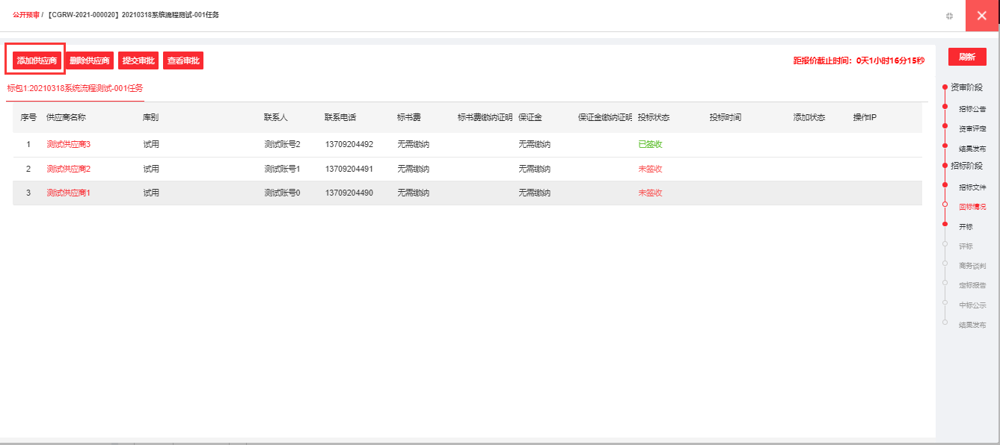 公开预审 / 【CGRW-2021-000020】20210318系统流程测试-001任务
添加供应商 删除供应商 提交审批 查看审批 距报价截止时间：0天1小时16分15秒 刷新
标包1:20210318系统流程测试-001任务
序号 供应商名称 库别 联系人 联系电话 标书费 标书费缴纳证明 保证金 保证金缴纳证明 投标状态 投标时间 添加状态 操作IP
1 测试供应商3 试用 测试账号2 13709204492 无需缴纳 无需缴纳 已签收
2 测试供应商2 试用 测试账号1 13709204491 无需缴纳 无需缴纳 未签收
3 测试供应商1 试用 测试账号0 13709204490 无需缴纳 无需缴纳 未签收
资审阶段
招标公告
资审评定
结果发布
招标阶段
招标文件
回标情况
开标
评标
商务谈判
定标报告
中标公示
结果发布